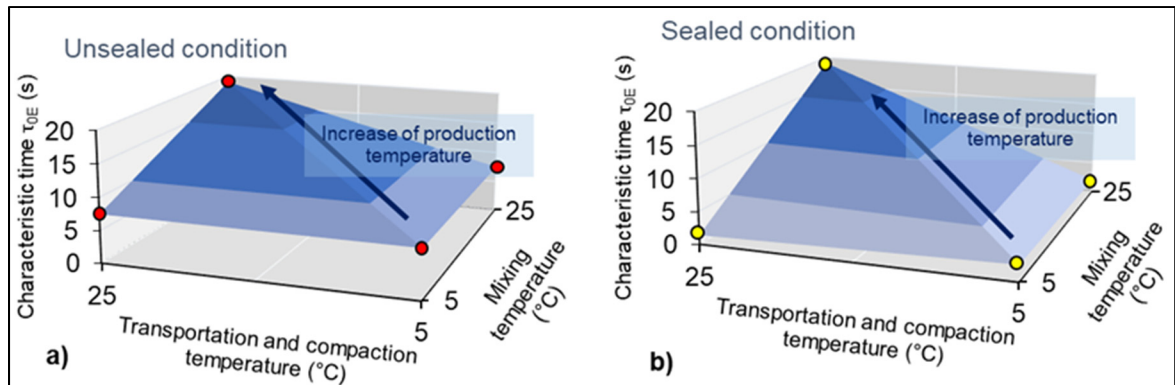 Unsealed condition
Characteristic time τ0E (s)
20
15
10
5
0
Increase of production
temperature
25
5
5
25
Transportation and compaction
temperature (°C)
Mixing
temperature
(°C)
a)
Sealed condition
Characteristic time τ0E (s)
20
15
10
5
0
Increase of production
temperature
25
5
5
25
Transportation and compaction
temperature (°C)
Mixing
temperature
(°C)
b)